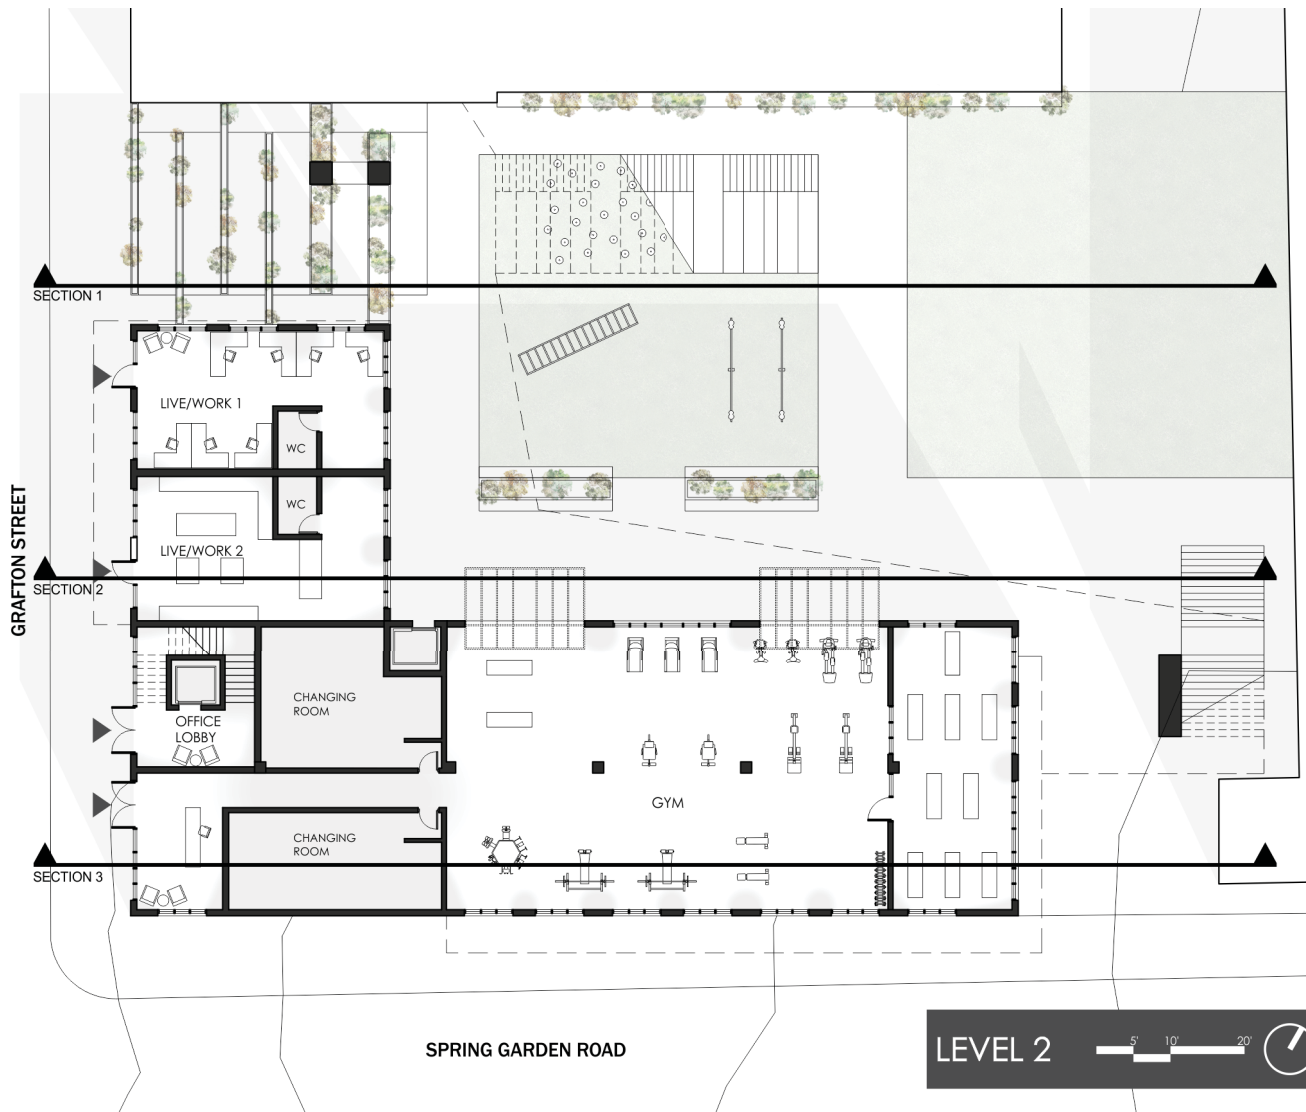 SECTION 1
LIVE/WORK 1
WC
WC
LIVE/WORK 2
GRAFTON STREET
SECTION 2
CHANGING
ROOM
OFFICE
LOBBY
GYM
CHANGING
ROOM
SECTION 3
SPRING GARDEN ROAD
LEVEL 2
5' 10' 20'